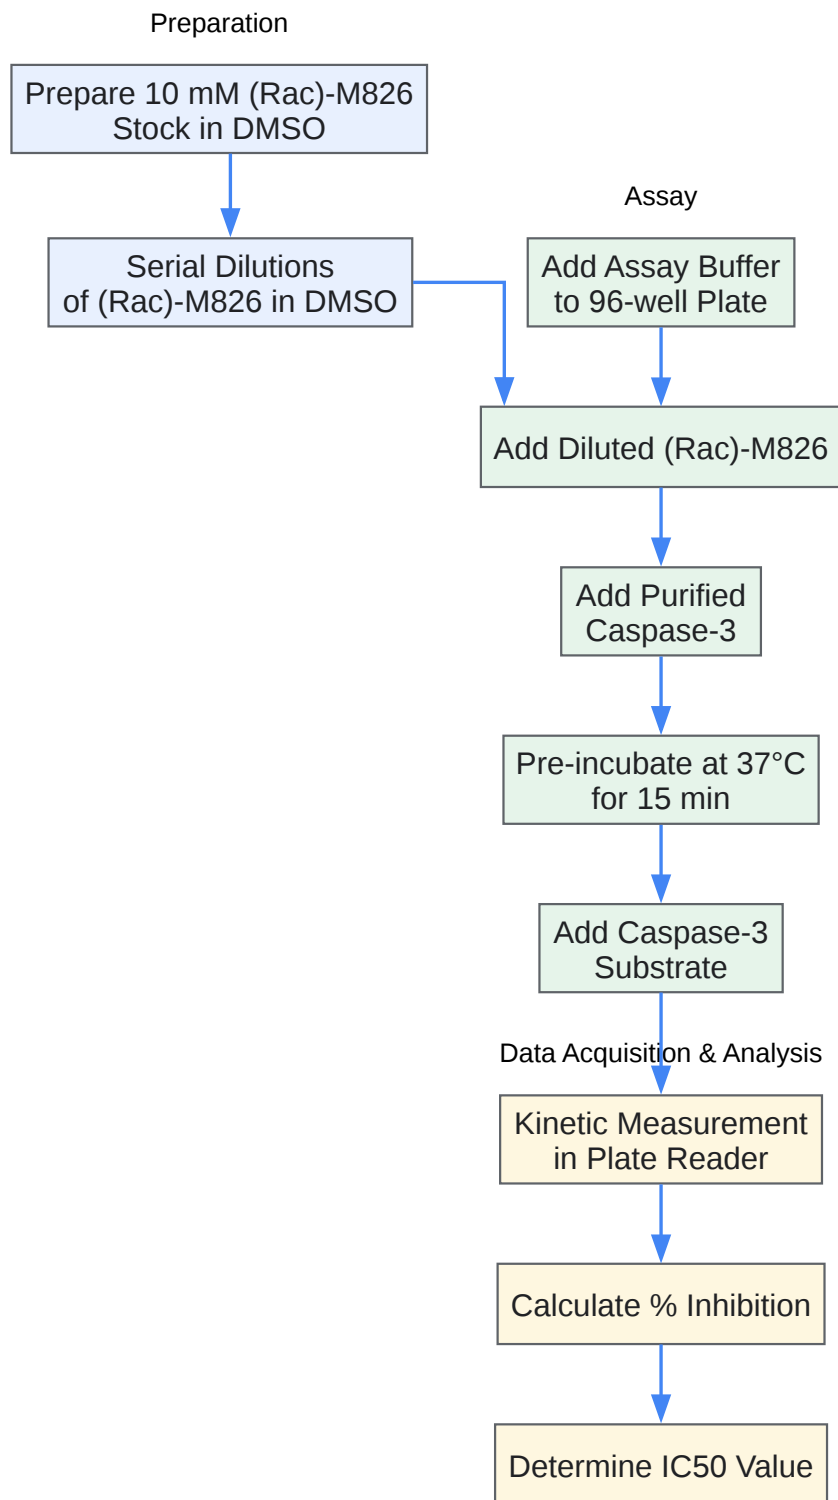 Preparation
Prepare 10 mM (Rac)-M826
Stock in DMSO
Serial Dilutions
of (Rac)-M826 in DMSO
Assay
Add Assay Buffer
to 96-well Plate
Add Diluted (Rac)-M826
Add Purified
Caspase-3
Pre-incubate at 37°C
for 15 min
Add Caspase-3
Substrate
Data Acquisition & Analysis
Kinetic Measurement
in Plate Reader
Calculate % Inhibition
Determine IC50 Value